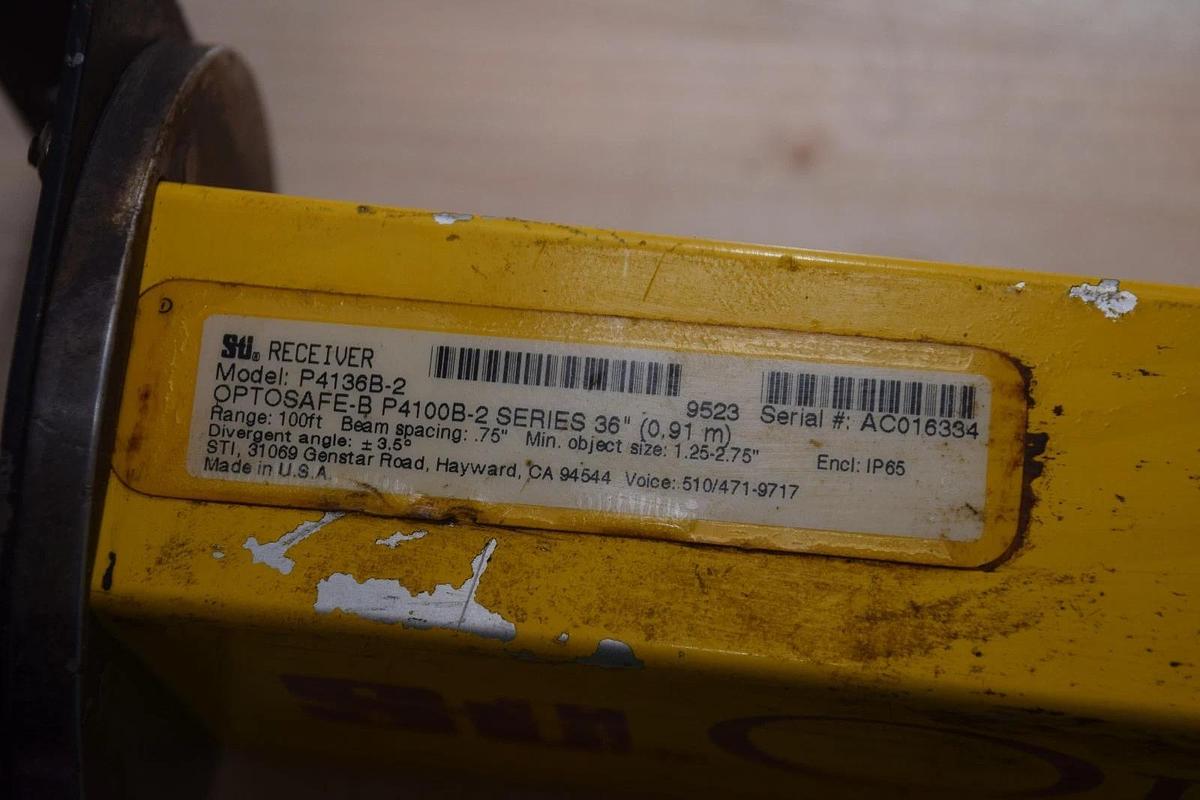 D
Sti® RECEIVER
Model: P4136B-2
9523 Serial #: AC016334
OPTOSAFE-B P4100B-2 SERIES 36" (0,91 m)
Range: 100ft Beam spacing: .75" Min. object size: 1.25-2.75" Encl: IP65
Divergent angle: ± 3.5°
STI, 31069 Genstar Road, Hayward, CA 94544 Voice: 510/471-9717
Made in U.S.A.